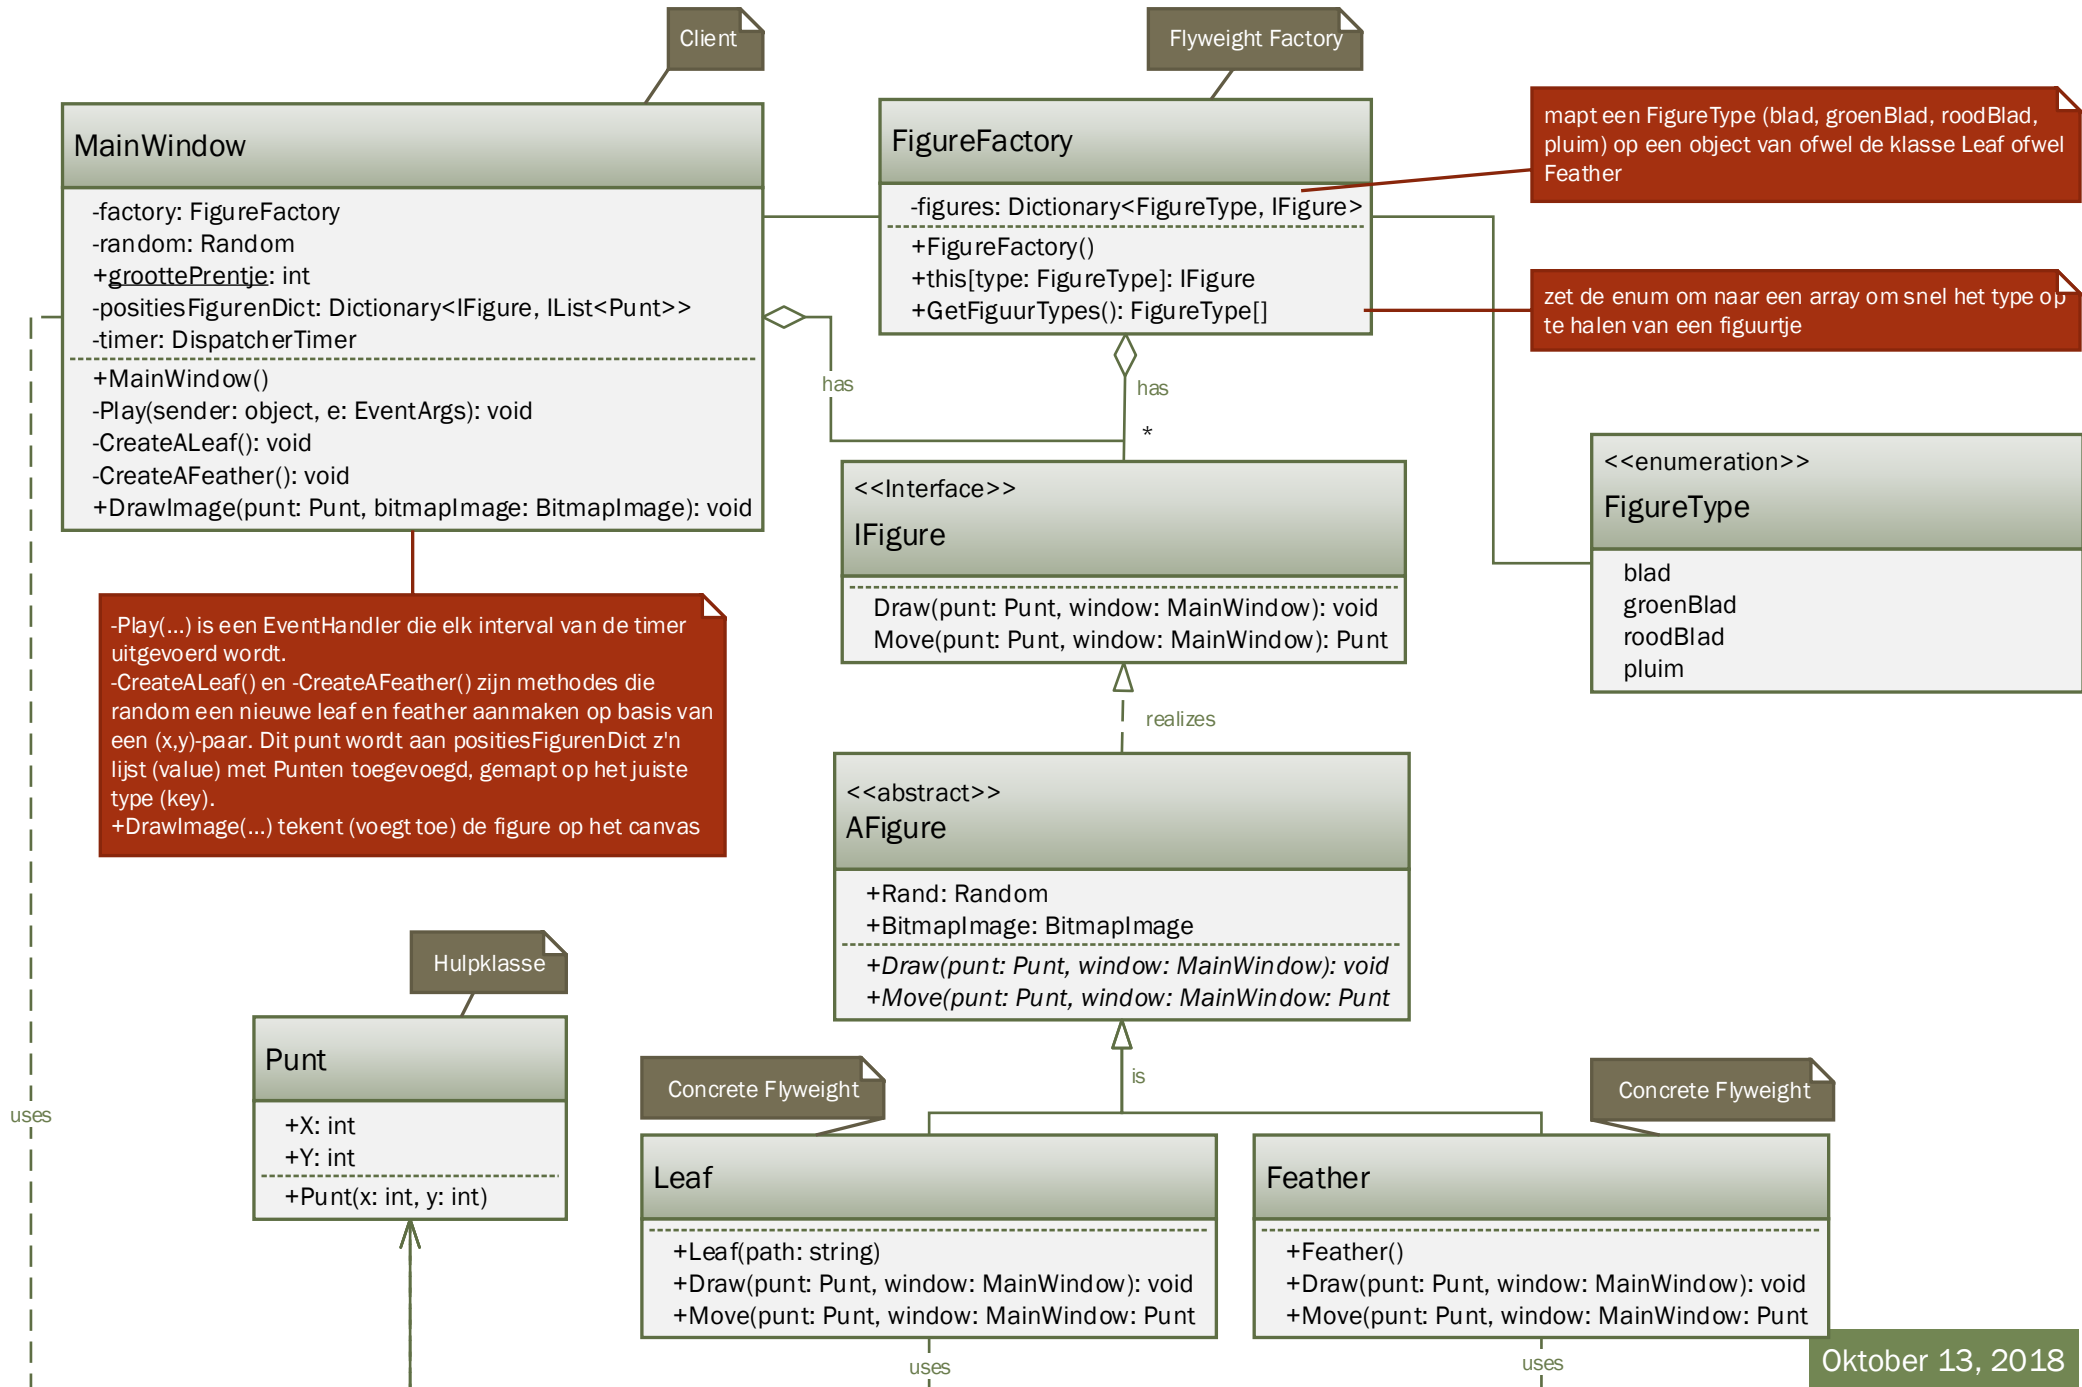 Client
Flyweight Factory
MainWindow
-factory: FigureFactory
-random: Random
+groottePrentje: int
-positiesFigurenDict: Dictionary<IFigure, IList<Punt>>
-timer: DispatcherTimer
+MainWindow()
-Play(sender: object, e: EventArgs): void
-CreateALeaf(): void
-CreateAFeather(): void
+DrawImage(punt: Punt, bitmapImage: BitmapImage): void
FigureFactory
-figures: Dictionary<FigureType, IFigure>
+FigureFactory()
+this[type: FigureType]: IFigure
+GetFiguurTypes(): FigureType[]
mapt een FigureType (blad, groenBlad, roodBlad,
pluim) op een object van ofwel de klasse Leaf ofwel
Feather
zet de enum om naar een array om snel het type op
te halen van een figuurtje
has
has
*
<<Interface>>
IFigure
Draw(punt: Punt, window: MainWindow): void
Move(punt: Punt, window: MainWindow): Punt
<<enumeration>>
FigureType
blad
groenBlad
roodBlad
pluim
-Play(...) is een EventHandler die elk interval van de timer
uitgevoerd wordt.
-CreateALeaf() en -CreateAFeather() zijn methodes die
random een nieuwe leaf en feather aanmaken op basis van
een (x,y)-paar. Dit punt wordt aan positiesFigurenDict z'n
lijst (value) met Punten toegevoegd, gemapt op het juiste
type (key).
+DrawImage(...) tekent (voegt toe) de figure op het canvas
realizes
<<abstract>>
AFigure
+Rand: Random
+BitmapImage: BitmapImage
+Draw(punt: Punt, window: MainWindow): void
+Move(punt: Punt, window: MainWindow: Punt
Hulpklasse
Punt
+X: int
+Y: int
+Punt(x: int, y: int)
uses
is
Concrete Flyweight
Leaf
+Leaf(path: string)
+Draw(punt: Punt, window: MainWindow): void
+Move(punt: Punt, window: MainWindow: Punt
uses
Concrete Flyweight
Feather
+Feather()
+Draw(punt: Punt, window: MainWindow): void
+Move(punt: Punt, window: MainWindow: Punt
uses
Oktober 13, 2018